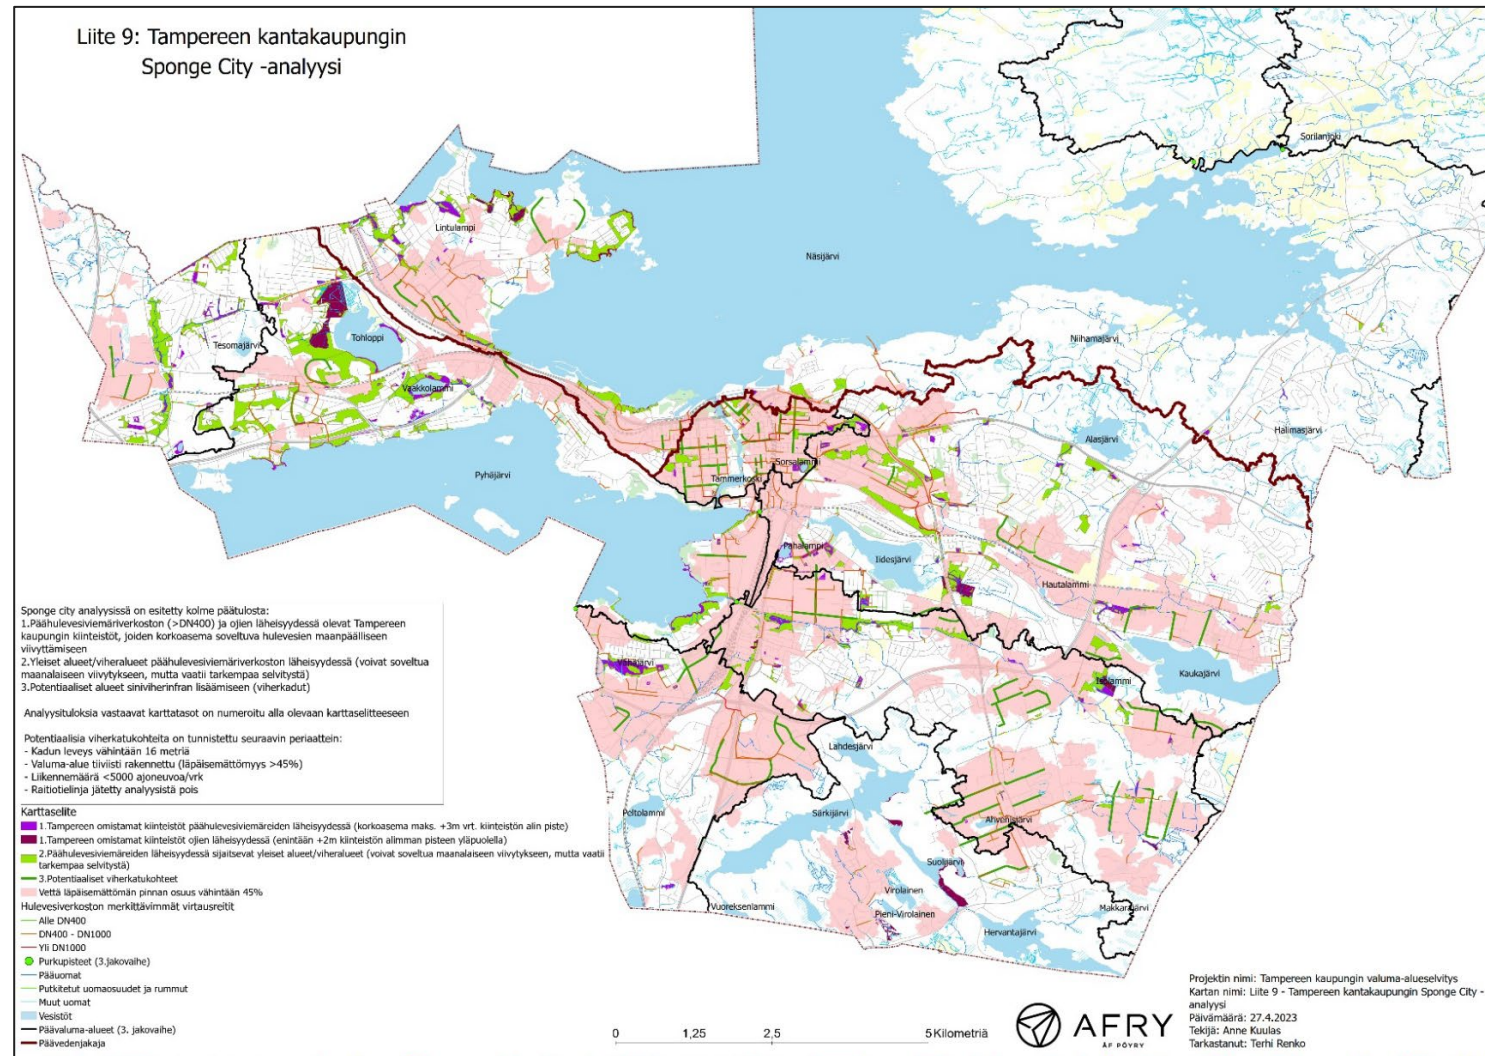 Liite 9: Tampereen kantakaupungin
Sponge City -analyysi
Sorilanjoki
Lintulampi
Näsijärvi
Tesomajärvi
Tohloppi
Niihamajärvi
Vaakkolammi
Alasjärvi
Halimasjärvi
Pyhäjärvi
Sorsalammi
Tammerkoski
Pahalampi
Iidesjärvi
Hautalammi
Vähäjärvi
Kaukajärvi
Isolammi
Lahdesjärvi
Peltolammi
Särkijärvi
Ahvenisjärvi
Suolijärvi
Virolainen
Vuoreksenlammi
Pieni-Virolainen
Makkarajärvi
Hervantajärvi
Sponge city analyysissä on esitetty kolme päätulosta:
1.Päähulevesiviemäriverkoston (>DN400) ja ojien läheisyydessä olevat Tampereen
kaupungin kiinteistöt, joiden korkoasema soveltuva hulevesien maanpäälliseen
viivyttämiseen
2.Yleiset alueet/viheralueet päähulevesiviemäriverkoston läheisyydessä (voivat soveltua
maanalaiseen viivytykseen, mutta vaatii tarkempaa selvitystä)
3.Potentiaaliset alueet siniviherinfran lisäämiseen (viherkadut)
Analyysituloksia vastaavat karttatasot on numeroitu alla olevaan karttaselitteeseen
Potentiaalisia viherkatukohteita on tunnistettu seuraavin periaattein:
- Kadun leveys vähintään 16 metriä
- Valuma-alue tiiviisti rakennettu (läpäisemättömyys >45%)
- Liikennemäärä <5000 ajoneuvoa/vrk
- Raitiotielinja jätetty analyysistä pois
Karttaselite
1.Tampereen omistamat kiinteistöt päähulevesiviemäreiden läheisyydessä (korkoasema maks. +3m vrt. kiinteistön alin piste)
1.Tampereen omistamat kiinteistöt ojien läheisyydessä (enintään +2m kiinteistön alimman pisteen yläpuolella)
2.Päähulevesiviemäreiden läheisyydessä sijaitsevat yleiset alueet/viheralueet (voivat soveltua maanalaiseen viivytykseen, mutta vaatii
tarkempaa selvitystä)
3.Potentiaaliset viherkatukohteet
Vettä läpäisemättömän pinnan osuus vähintään 45%
Hulevesiverkoston merkittävimmät virtausreitit
Alle DN400
DN400 - DN1000
Yli DN1000
Purkupisteet (3.jakovaihe)
Pääuomat
Putkitetut uomaosuudet ja rummut
Muut uomat
Vesistöt
Päävaluma-alueet (3. jakovaihe)
Päävedenjakaja
0 1,25 2,5 5 Kilometriä
AFRY
ÅF PÖYRY
Projektin nimi: Tampereen kaupungin valuma-alueselvitys
Kartan nimi: Liite 9 - Tampereen kantakaupungin Sponge City -
analyysi
Päivämäärä: 27.4.2023
Tekijä: Anne Kuulas
Tarkastanut: Terhi Renko